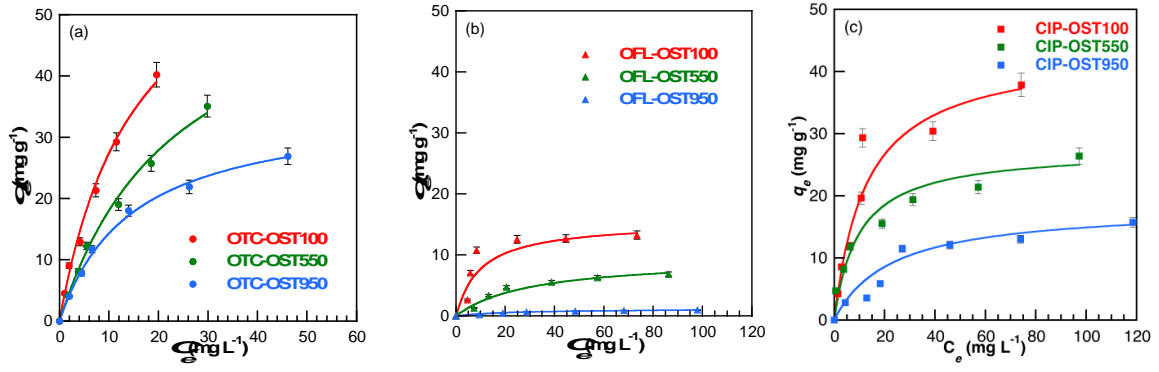 (a)
50
40
30
20
10
0
(mg g⁻¹)
OTC-OST100
OTC-OST550
OTC-OST950
0 10 20 30 40 50 60
(mg L⁻¹)
(b)
50
40
30
20
10
0
(mg g⁻¹)
OFL-OST100
OFL-OST550
OFL-OST950
0 20 40 60 80 100 120
(mg L⁻¹)
(c)
50
40
30
20
10
0
qₑ (mg g⁻¹)
CIP-OST100
CIP-OST550
CIP-OST950
0 20 40 60 80 100 120
Cₑ (mg L⁻¹)